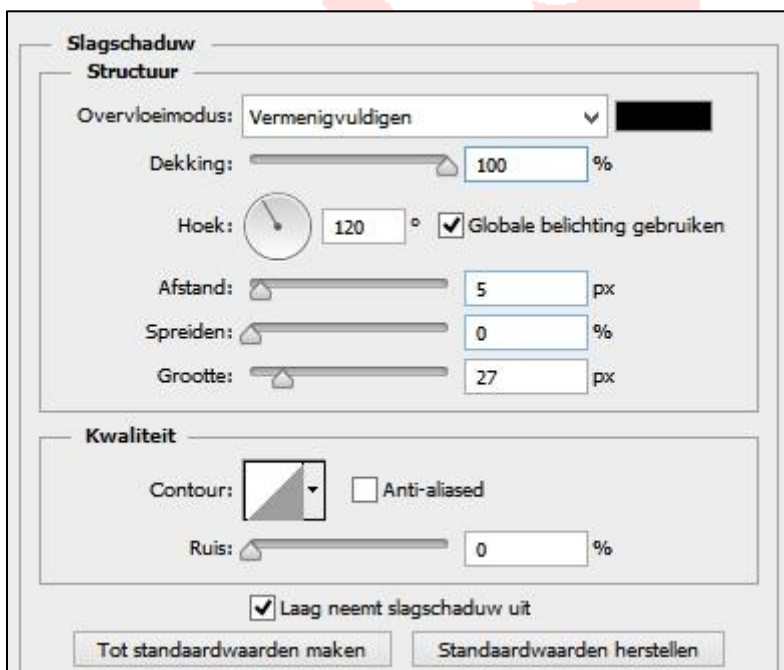 Slagschaduw
Structuur
Overvloeimodus: Vermenigvuldigen
Dekking: 100 %
Hoek: 120 ° Globale belichting gebruiken
Afstand: 5 px
Spreiden: 0 %
Grootte: 27 px
Kwaliteit
Contour: Anti-aliased
Ruis: 0 %
Laag neemt slagschaduw uit
Tot standaardwaarden maken Standaardwaarden herstellen